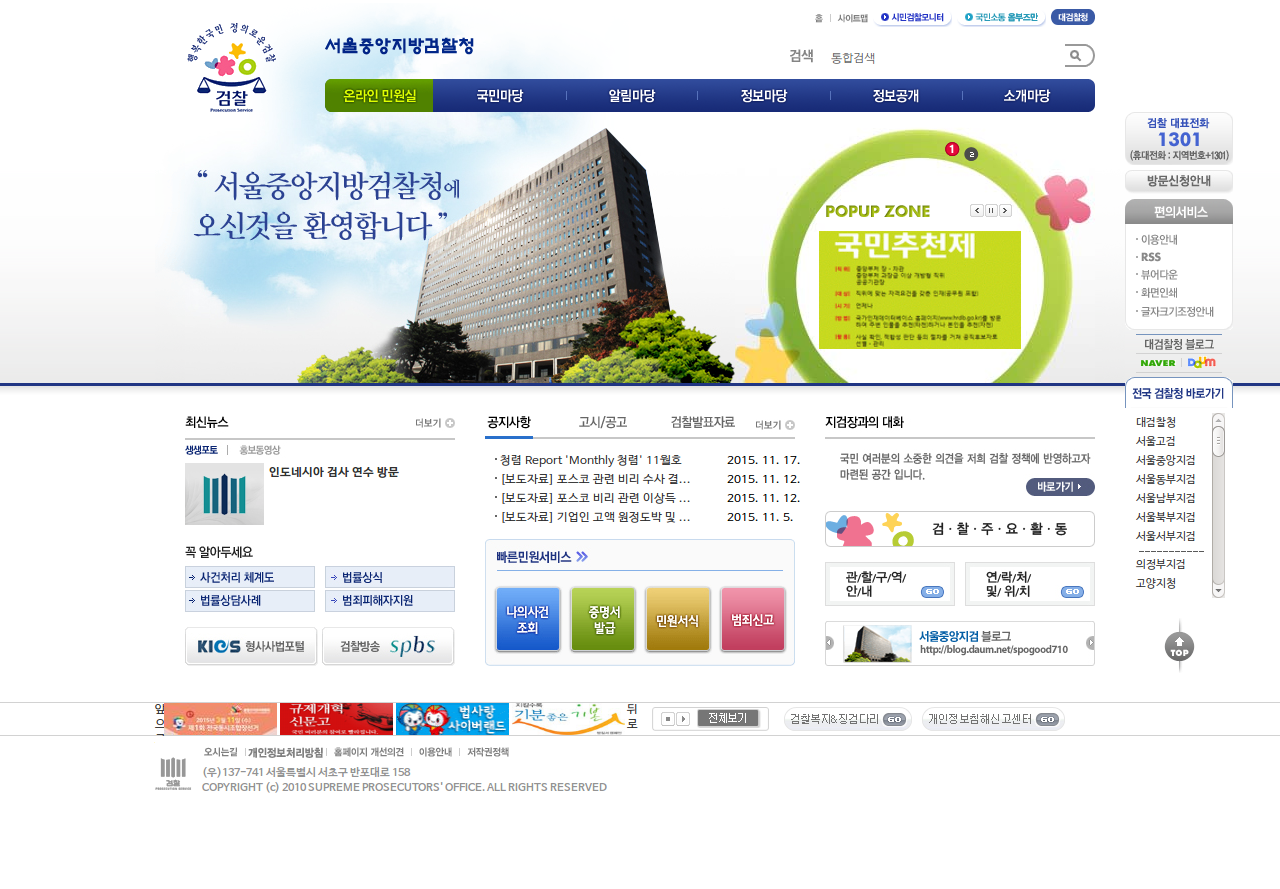 홈
사이트맵
시민검찰모니터
국민소통 옴부즈만
대검찰청
행복한국민 정의로운검찰
검찰
Prosecution Service
서울중앙지방검찰청
검색
통합검색
온라인 민원실
국민마당
알림마당
정보마당
정보공개
소개마당
“ 서울중앙지방검찰청에
오신것을 환영합니다 ”
1
2
POPUP ZONE
국민추천제
검찰 대표전화
1301
(휴대전화 : 지역번호+1301)
방문신청안내
편의서비스
· 이용안내
· RSS
· 뷰어다운
· 화면인쇄
· 글자크기조정안내
대검찰청 블로그
NAVER
Daum
전국 검찰청 바로가기
대검찰청
서울고검
서울중앙지검
서울동부지검
서울남부지검
서울북부지검
서울서부지검
------------
의정부지검
고양지청
TOP
최신뉴스
더보기
생생포토
홍보동영상
인도네시아 검사 연수 방문
꼭 알아두세요
사건처리 체계도
법률상식
법률상담사례
범죄피해자지원
KICS 형사사법포털
검찰방송 spbs
공지사항
고시/공고
검찰발표자료
더보기
· 청렴 Report 'Monthly 청렴' 11월호 2015. 11. 17.
· [보도자료] 포스코 관련 비리 수사 결... 2015. 11. 12.
· [보도자료] 포스코 비리 관련 이상득 ... 2015. 11. 12.
· [보도자료] 기업인 고액 원정도박 및 ... 2015. 11. 5.
빠른민원서비스
나의사건
조회
증명서
발급
민원서식
범죄신고
지검장과의 대화
국민 여러분의 소중한 의견을 저희 검찰 정책에 반영하고자
마련된 공간 입니다.
바로가기
검 · 찰 · 주 · 요 · 활 · 동
관/할/구/역/
안/내
GO
연/락/처/
및/ 위/치
GO
서울중앙지검 블로그
http://blog.daum.net/spogood710
앞
으
2015년 3월 11일(수)
제1회 전국동시조합장선거
규제개혁
신문고
법사랑
사이버랜드
기분좋은 기본
뒤
로
전체보기
검찰복지&징검다리 GO
개인정보침해신고센터 GO
오시는길
개인정보처리방침
홈페이지 개선의견
이용안내
저작권정책
검찰
PROSECUTION SERVICE
(우)137-741 서울특별시 서초구 반포대로 158
COPYRIGHT (c) 2010 SUPREME PROSECUTORS' OFFICE. ALL RIGHTS RESERVED